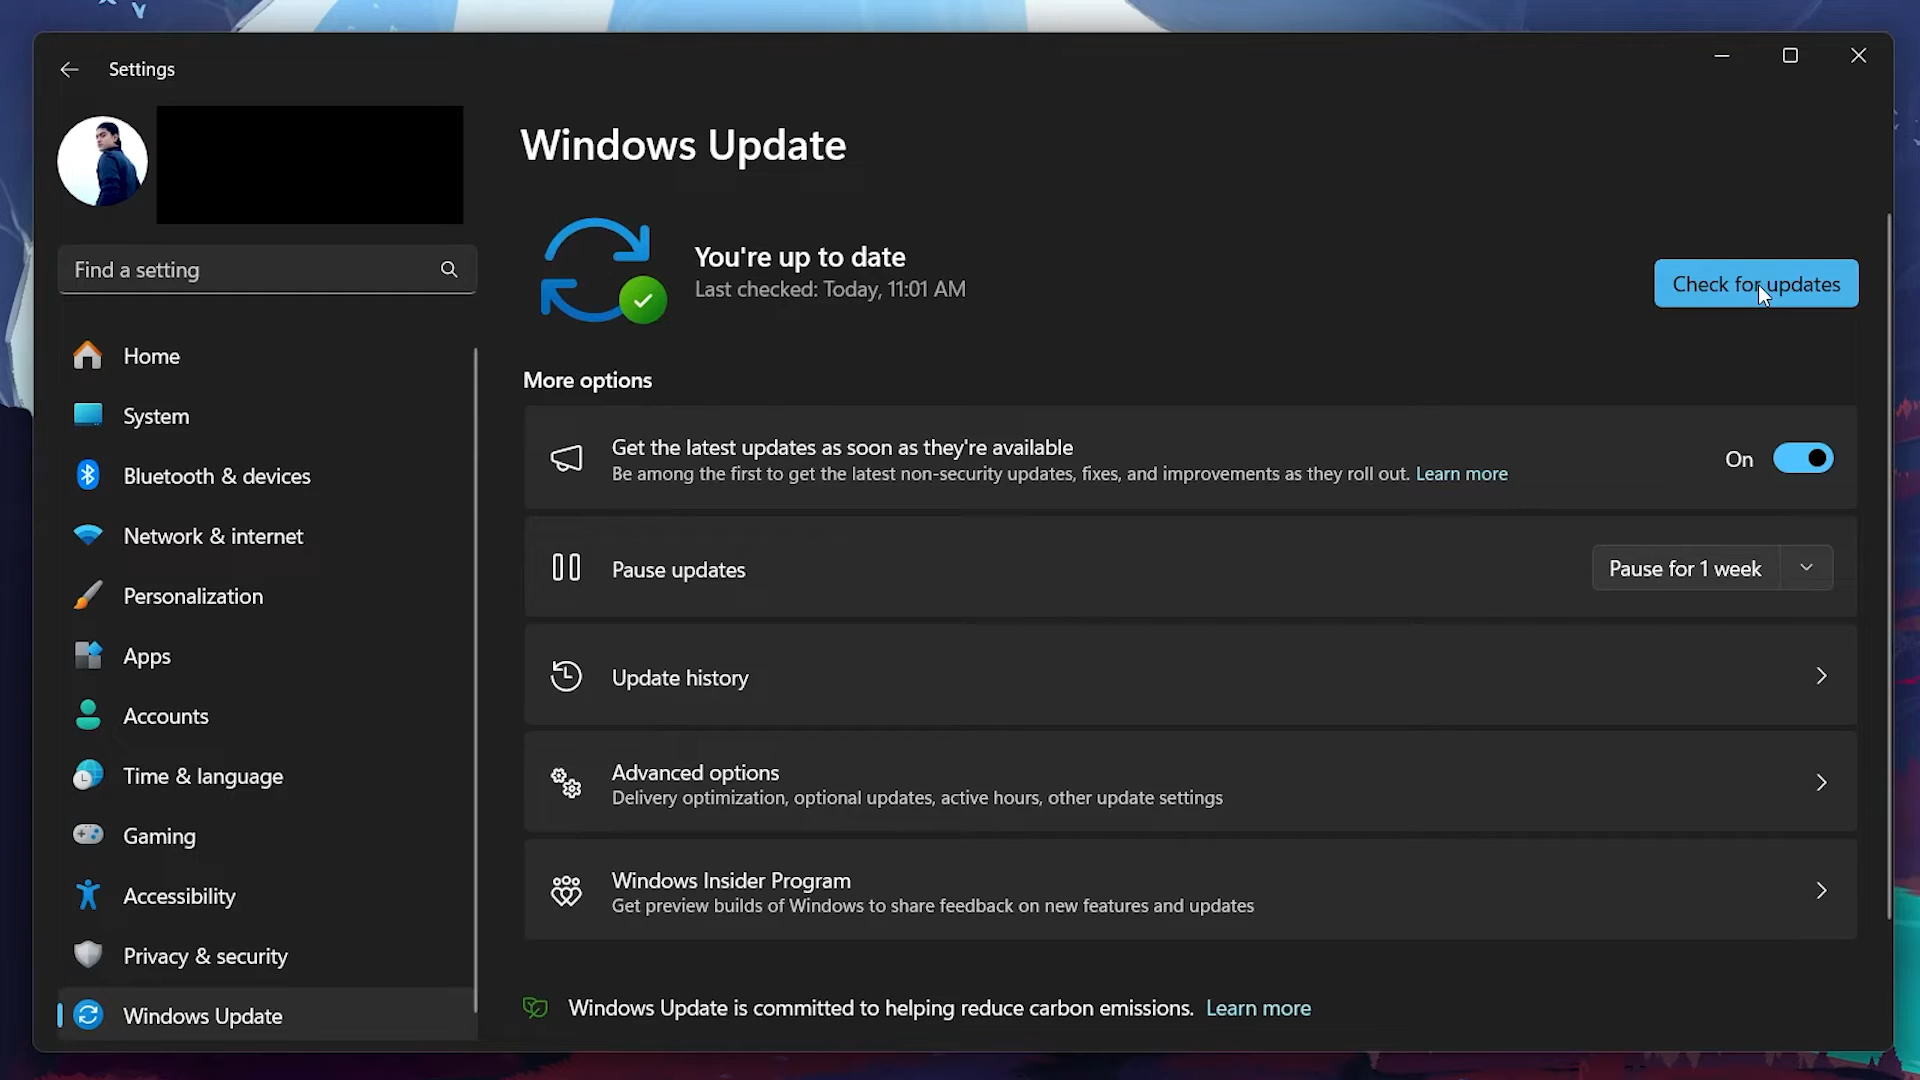 Settings
Find a setting
Home
System
Bluetooth & devices
Network & internet
Personalization
Apps
Accounts
Time & language
Gaming
Accessibility
Privacy & security
Windows Update
Windows Update
You're up to date
Last checked: Today, 11:01 AM
Check for updates
More options
Get the latest updates as soon as they're available
Be among the first to get the latest non-security updates, fixes, and improvements as they roll out. Learn more
On
Pause updates
Pause for 1 week
Update history
Advanced options
Delivery optimization, optional updates, active hours, other update settings
Windows Insider Program
Get preview builds of Windows to share feedback on new features and updates
Windows Update is committed to helping reduce carbon emissions. Learn more